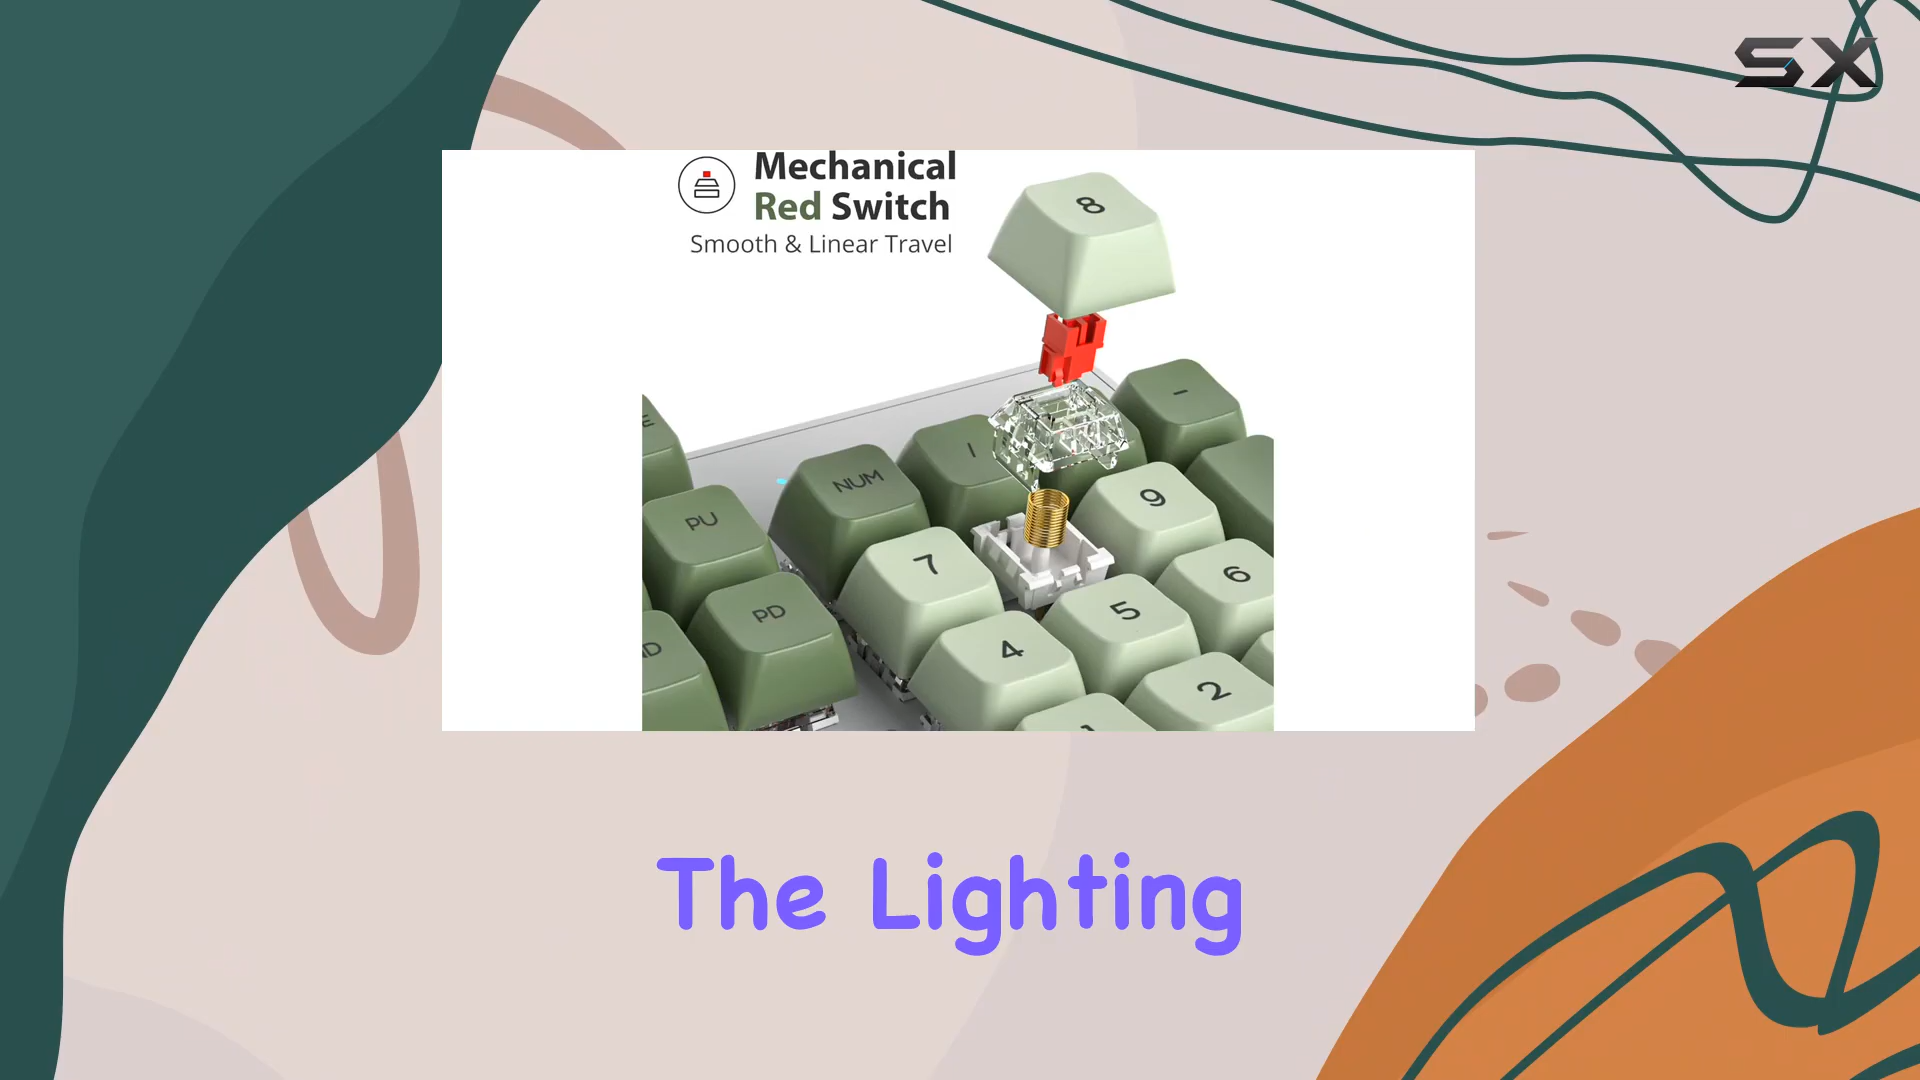 SX
Mechanical
Red Switch
Smooth & Linear Travel
8
E
-
NUM
I
9
PU
7
6
PD
5
4
2
1
The Lighting